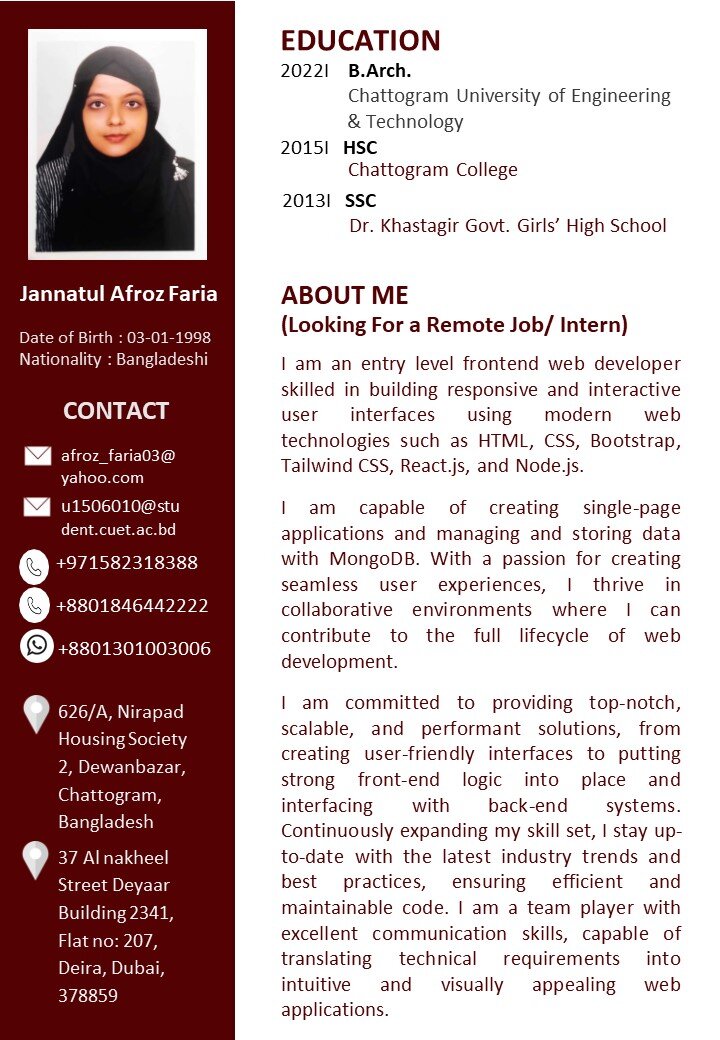 Jannatul Afroz Faria
Date of Birth : 03-01-1998
Nationality : Bangladeshi
CONTACT
afroz_faria03@
yahoo.com
u1506010@stu
dent.cuet.ac.bd
+971582318388
+8801846442222
+8801301003006
626/A, Nirapad
Housing Society
2, Dewanbazar,
Chattogram,
Bangladesh
37 Al nakheel
Street Deyaar
Building 2341,
Flat no: 207,
Deira, Dubai,
378859
EDUCATION
2022I B.Arch.
Chattogram University of Engineering
& Technology
2015I HSC
Chattogram College
2013I SSC
Dr. Khastagir Govt. Girls’ High School
ABOUT ME
(Looking For a Remote Job/ Intern)
I am an entry level frontend web developer
skilled in building responsive and interactive
user interfaces using modern web
technologies such as HTML, CSS, Bootstrap,
Tailwind CSS, React.js, and Node.js.
I am capable of creating single-page
applications and managing and storing data
with MongoDB. With a passion for creating
seamless user experiences, I thrive in
collaborative environments where I can
contribute to the full lifecycle of web
development.
I am committed to providing top-notch,
scalable, and performant solutions, from
creating user-friendly interfaces to putting
strong front-end logic into place and
interfacing with back-end systems.
Continuously expanding my skill set, I stay up-
to-date with the latest industry trends and
best practices, ensuring efficient and
maintainable code. I am a team player with
excellent communication skills, capable of
translating technical requirements into
intuitive and visually appealing web
applications.